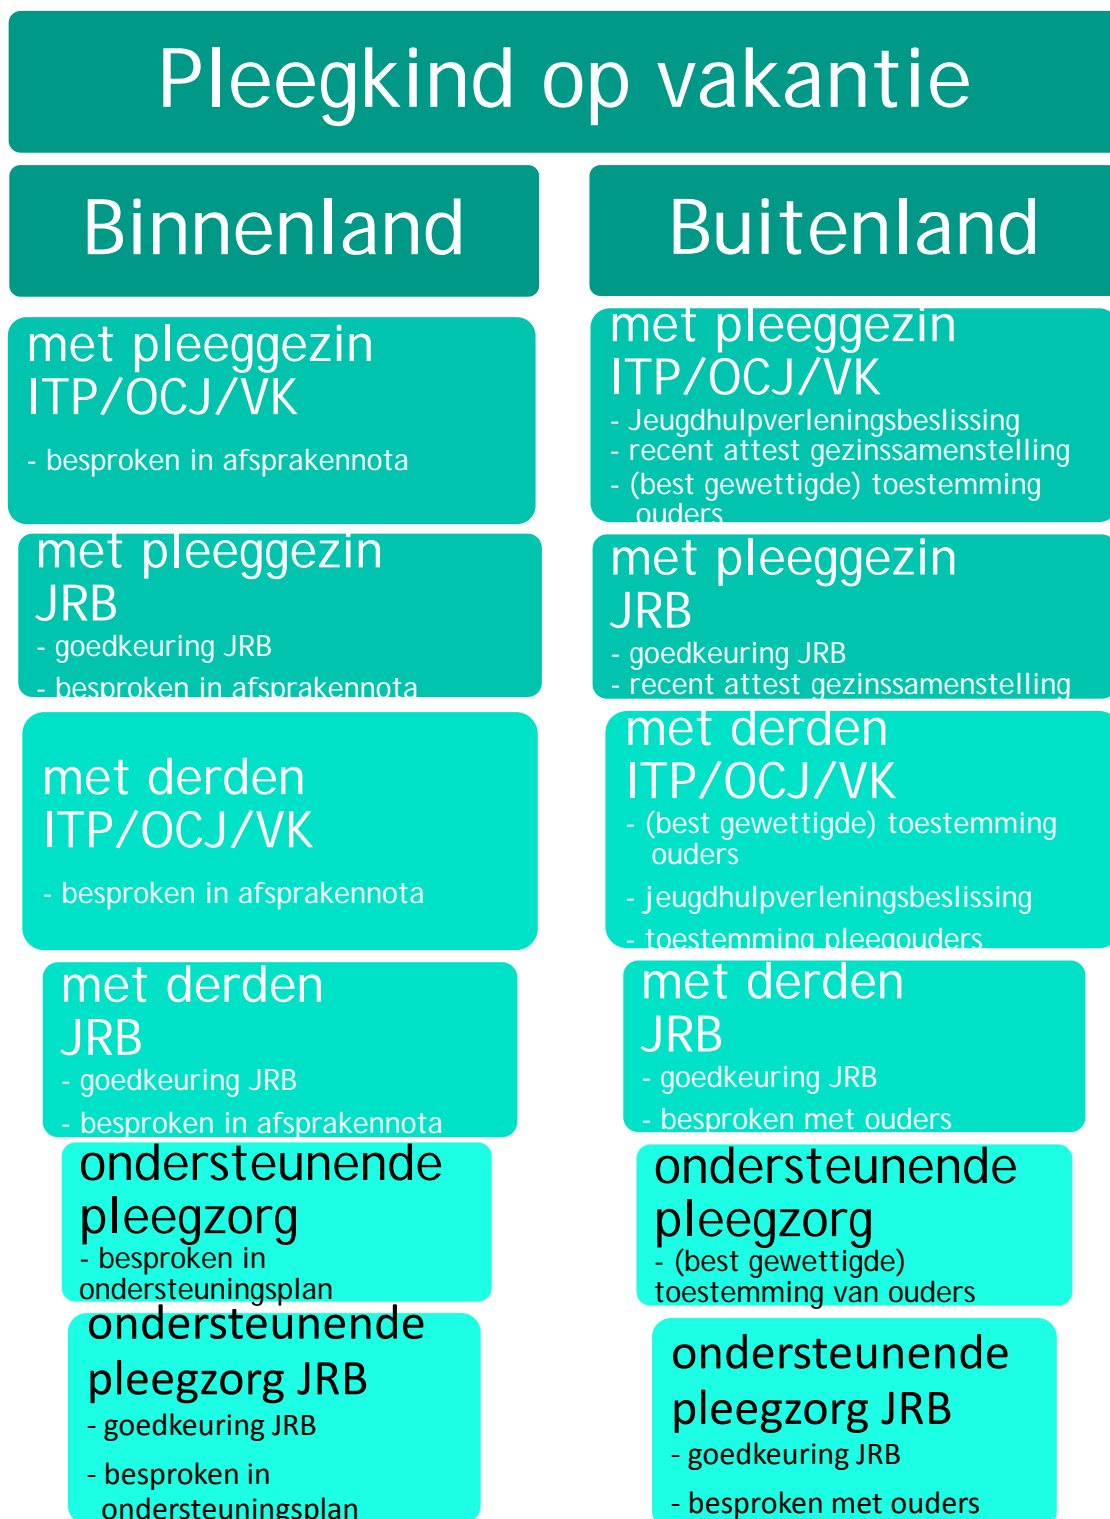 Pleegkind op vakantie
Binnenland
met pleeggezin
ITP/OCJ/VK
- besproken in afsprakennota
met pleeggezin
JRB
- goedkeuring JRB
- besproken in afsprakennota
met derden
ITP/OCJ/VK
- besproken in afsprakennota
met derden
JRB
- goedkeuring JRB
- besproken in afsprakennota
ondersteunende
pleegzorg
- besproken in
ondersteuningsplan
ondersteunende
pleegzorg JRB
- goedkeuring JRB
- besproken in
ondersteuningsplan
Buitenland
met pleeggezin
ITP/OCJ/VK
- Jeugdhulpverleningsbeslissing
- recent attest gezinssamenstelling
- (best gewettigde) toestemming
ouders
met pleeggezin
JRB
- goedkeuring JRB
- recent attest gezinssamenstelling
met derden
ITP/OCJ/VK
- (best gewettigde) toestemming
ouders
- jeugdhulpverleningsbeslissing
- toestemming pleegouders
met derden
JRB
- goedkeuring JRB
- besproken met ouders
ondersteunende
pleegzorg
- (best gewettigde)
toestemming van ouders
ondersteunende
pleegzorg JRB
- goedkeuring JRB
- besproken met ouders